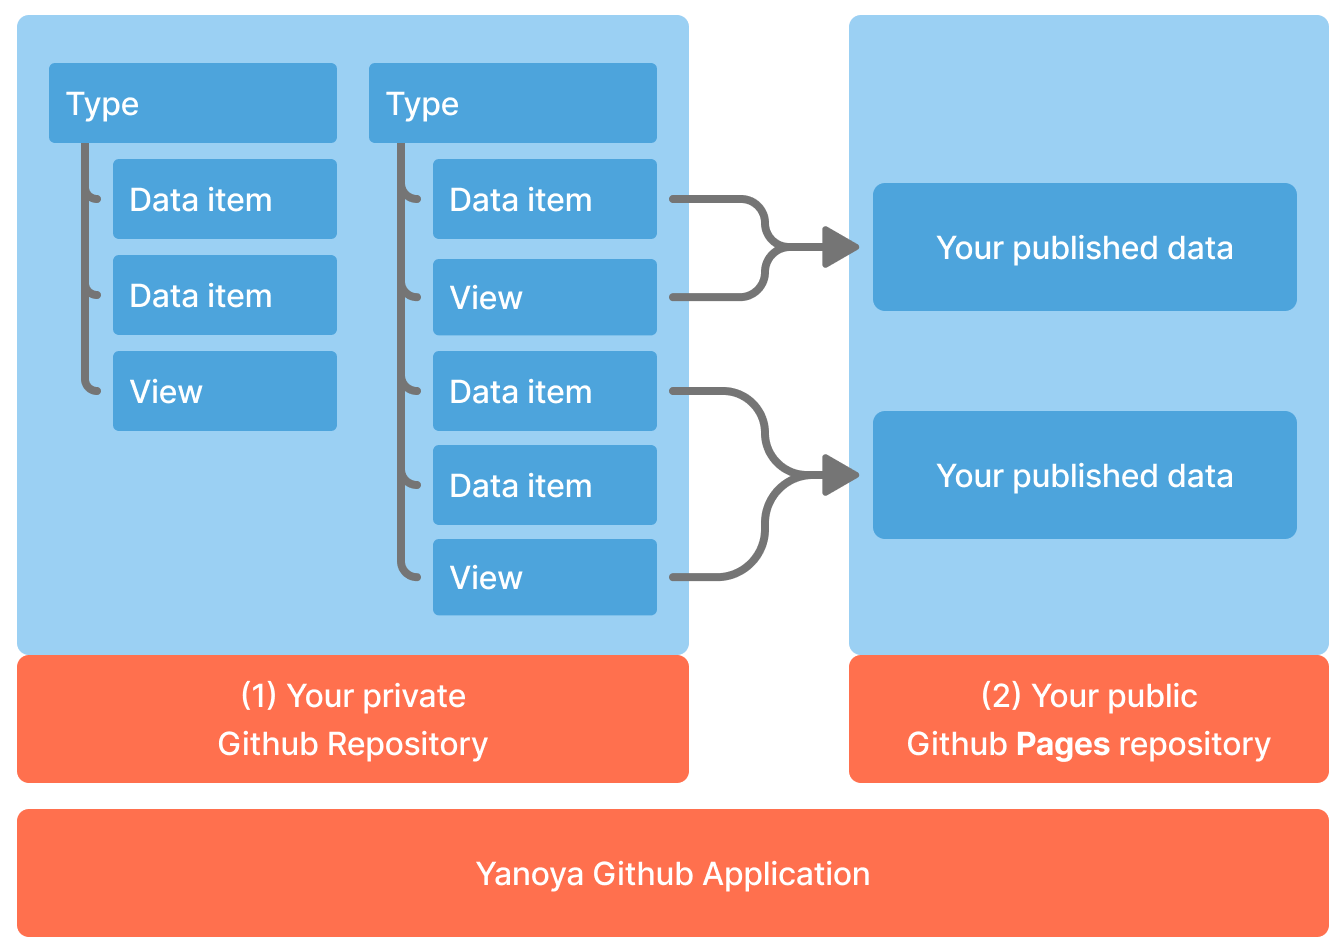 Type
Data item
Data item
View
Type
Data item
View
Data item
Data item
View
Your published data
Your published data
(1) Your private
Github Repository
(2) Your public
Github Pages repository
Yanoya Github Application